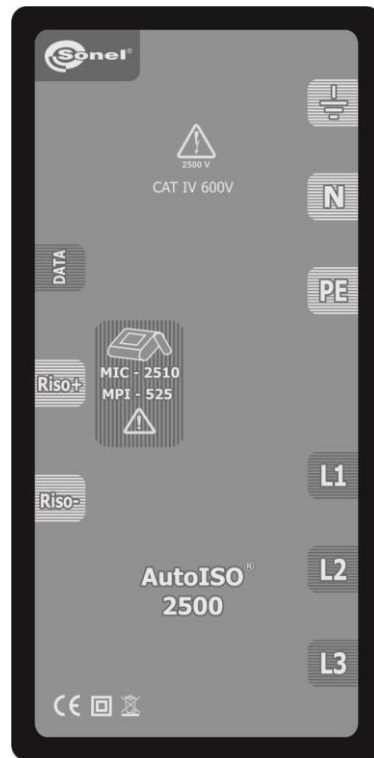 Sonel®
2500 V
CAT IV 600V
N
PE
DATA
MIC - 2510
MPI - 525
Riso+
Riso-
L1
L2
L3
AutoISO®
2500
CE